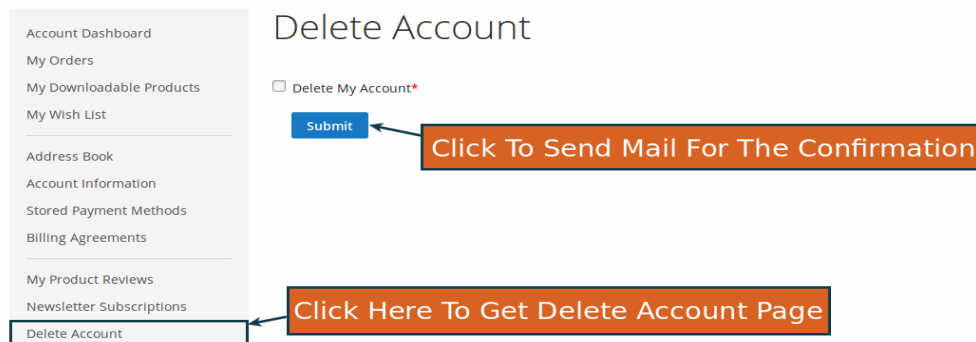 Account Dashboard
My Orders
My Downloadable Products
My Wish List
Address Book
Account Information
Stored Payment Methods
Billing Agreements
My Product Reviews
Newsletter Subscriptions
Delete Account
Delete Account
Delete My Account*
Submit
Click To Send Mail For The Confirmation
Click Here To Get Delete Account Page